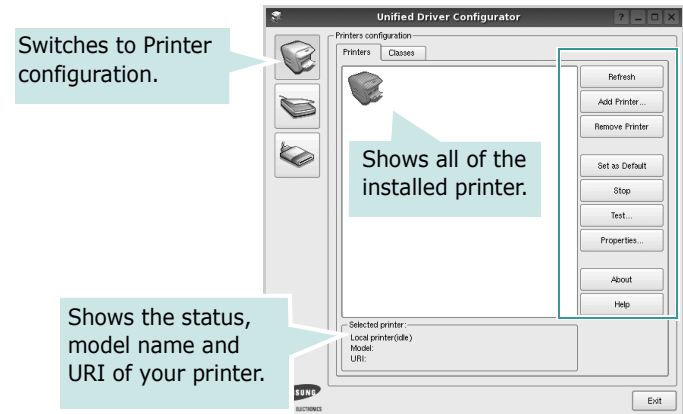 Unified Driver Configurator
Switches to Printer
configuration.
Printers configuration
Printers Classes
Refresh
Add Printer...
Remove Printer
Shows all of the
installed printer.
Set as Default
Stop
Test...
Properties...
About
Help
Shows the status,
model name and
URI of your printer.
Selected printer:
Local printer(idle)
Model:
URI:
SUNG
ELECTRONICS
Exit